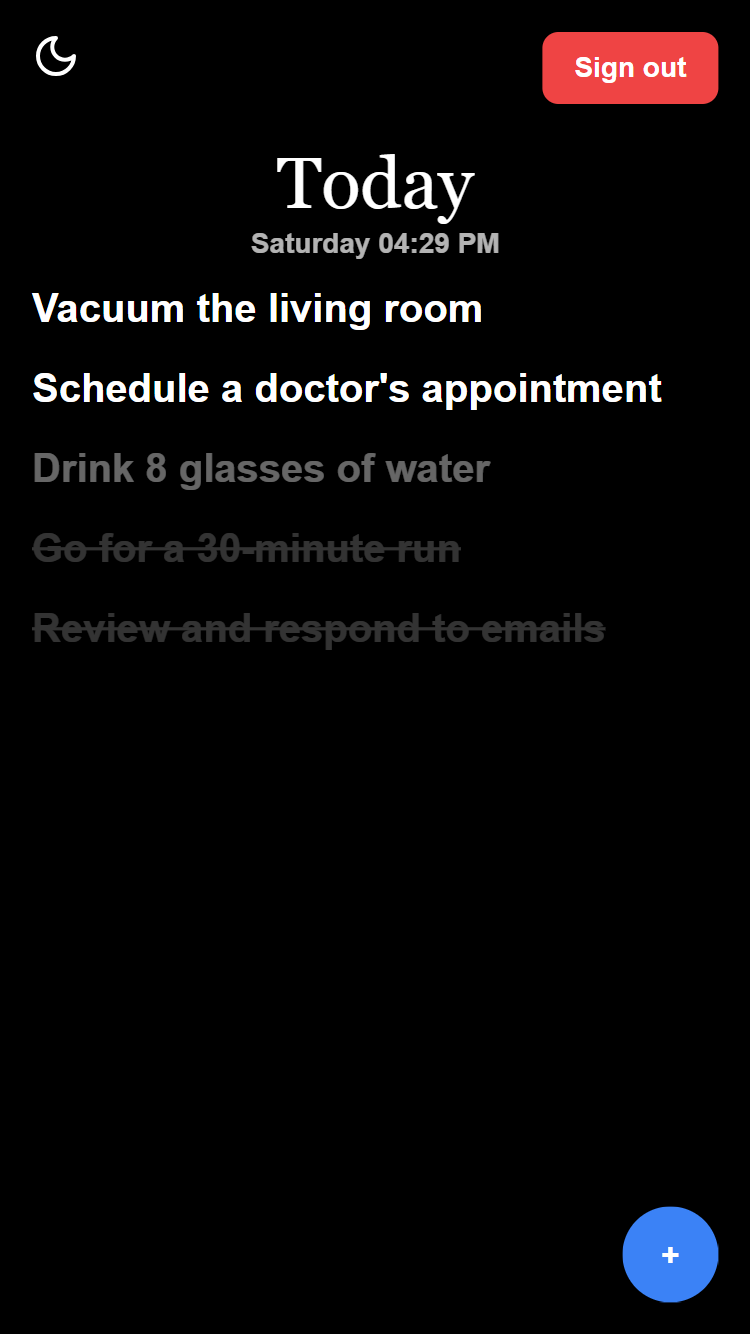 Sign out
Today
Saturday 04:29 PM
Vacuum the living room
Schedule a doctor's appointment
Drink 8 glasses of water
Go for a 30-minute run
Review and respond to emails
+